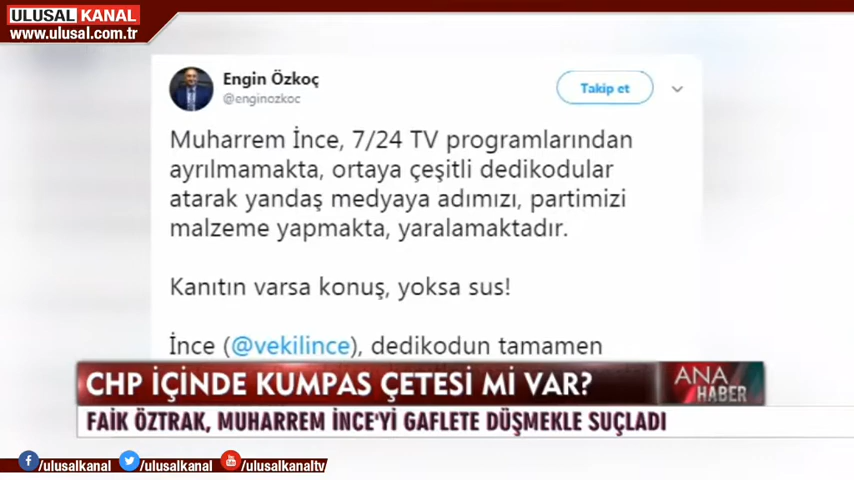 ULUSAL KANAL
www.ulusal.com.tr
Engin Özkoç
@enginozkoc
Takip et
Muharrem İnce, 7/24 TV programlarından
ayrılmamakta, ortaya çeşitli dedikodular
atarak yandaş medyaya adımızı, partimizi
malzeme yapmakta, yaralamaktadır.
Kanıtın varsa konuş, yoksa sus!
İnce (@vekilince), dedikodun tamamen
CHP İÇİNDE KUMPAS ÇETESİ Mİ VAR?
ANA
HABER
FAİK ÖZTRAK, MUHARREM İNCE'Yİ GAFLETE DÜŞMEKLE SUÇLADI
/ulusalkanal /ulusalkanal /ulusalkanaltv